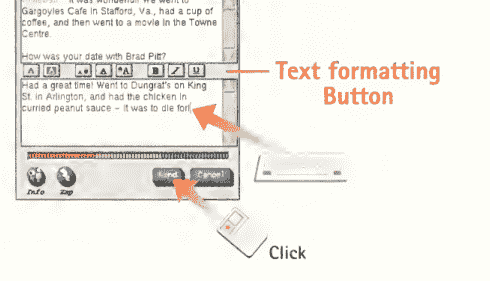 It was wonderful! We went to
Gargoyles Cafe in Stafford, Va., had a cup of
coffee, and then went to a movie in the Towne
Centre.
How was your date with Brad Pitt?
A A A A A B I U
Text formatting
Button
Had a great time! Went to Dungrat's on King
St. in Arlington, and had the chicken in
curried peanut sauce - it was to die for!
Send Cancel
Info Zap
Click